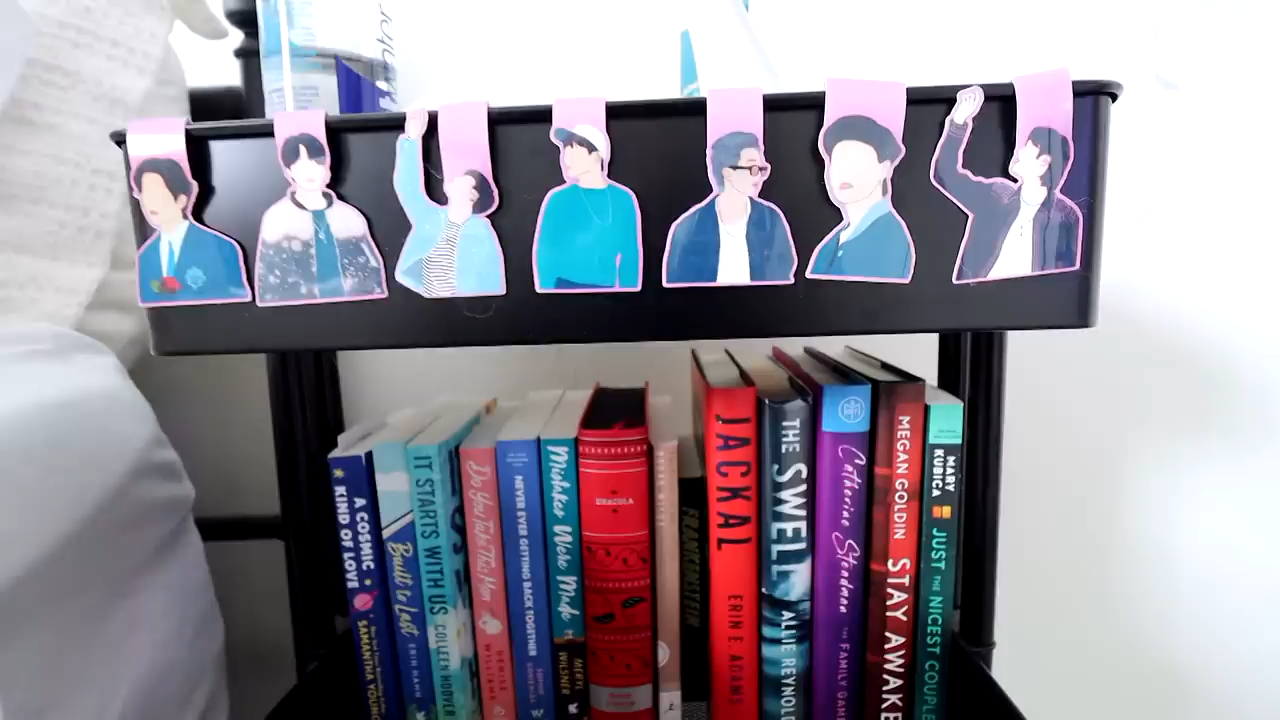 A COSMIC KIND OF LOVE SAMANTHA YOUNG
Built to Last ERIN HAHN
IT STARTS WITH US COLLEEN HOOVER
Do You Take This Man DENISE WILLIAMS
NEVER EVER GETTING BACK TOGETHER
Mistakes Were Made MERYL WILSNER
DRACULA
FRANKENSTEIN
JACKAL ERIN E. ADAMS
THE SWELL ALLIE REYNOLD
Catherine Steadman THE FAMILY GAM
MEGAN GOLDIN STAY AWAKE
MARY KUBICA JUST THE NICEST COUPLE